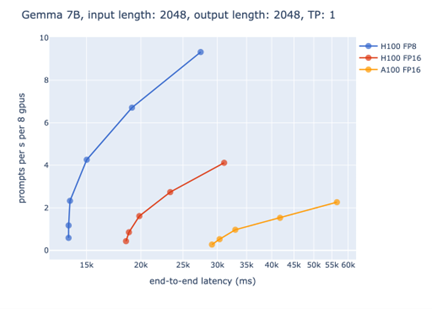 Gemma 7B, input length: 2048, output length: 2048, TP: 1
H100 FP8
H100 FP16
A100 FP16
prompts per s per 8 gpus
10
8
6
4
2
0
15k 20k 25k 30k 35k 40k 45k 50k 55k 60k
end-to-end latency (ms)